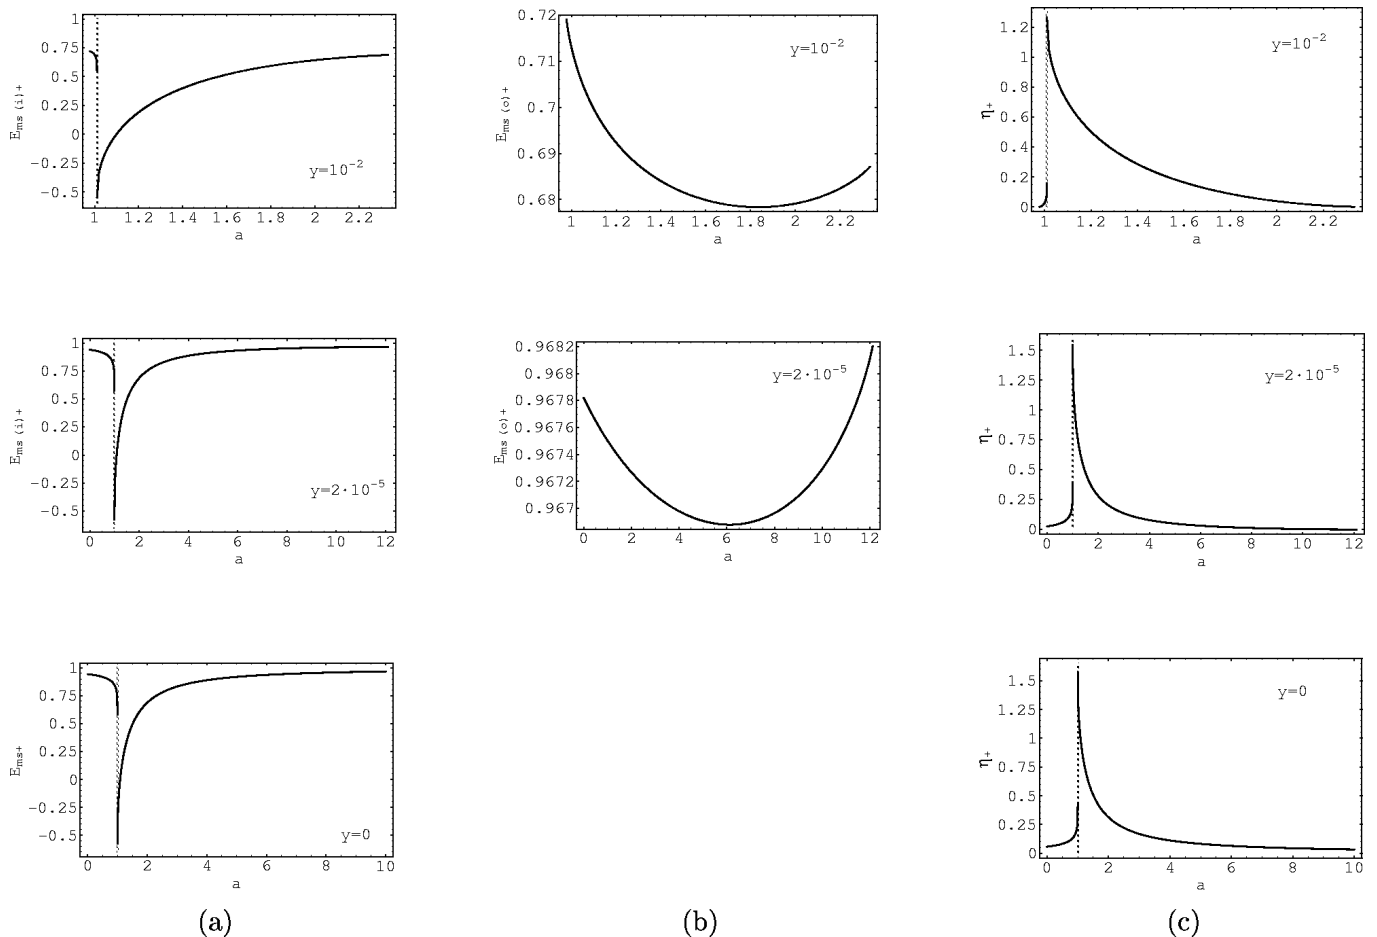 1
0.75
0.5
0.25
0
-0.25
-0.5
E_ms(i)+
y=10^-2
1 1.2 1.4 1.6 1.8 2 2.2
a
0.72
0.71
0.7
0.69
0.68
E_ms(o)+
y=10^-2
1 1.2 1.4 1.6 1.8 2 2.2
a
1.2
1
0.8
0.6
0.4
0.2
0
η+
y=10^-2
1 1.2 1.4 1.6 1.8 2 2.2
a
1
0.75
0.5
0.25
0
-0.25
-0.5
E_ms(i)+
y=2·10^-5
0 2 4 6 8 10 12
a
0.9682
0.968
0.9678
0.9676
0.9674
0.9672
0.967
E_ms(o)+
y=2·10^-5
0 2 4 6 8 10 12
a
1.5
1.25
1
0.75
0.5
0.25
0
η+
y=2·10^-5
0 2 4 6 8 10 12
a
1
0.75
0.5
0.25
0
-0.25
-0.5
E_ms+
y=0
0 2 4 6 8 10
a
1.5
1.25
1
0.75
0.5
0.25
0
η+
y=0
0 2 4 6 8 10
a
(a) (b) (c)